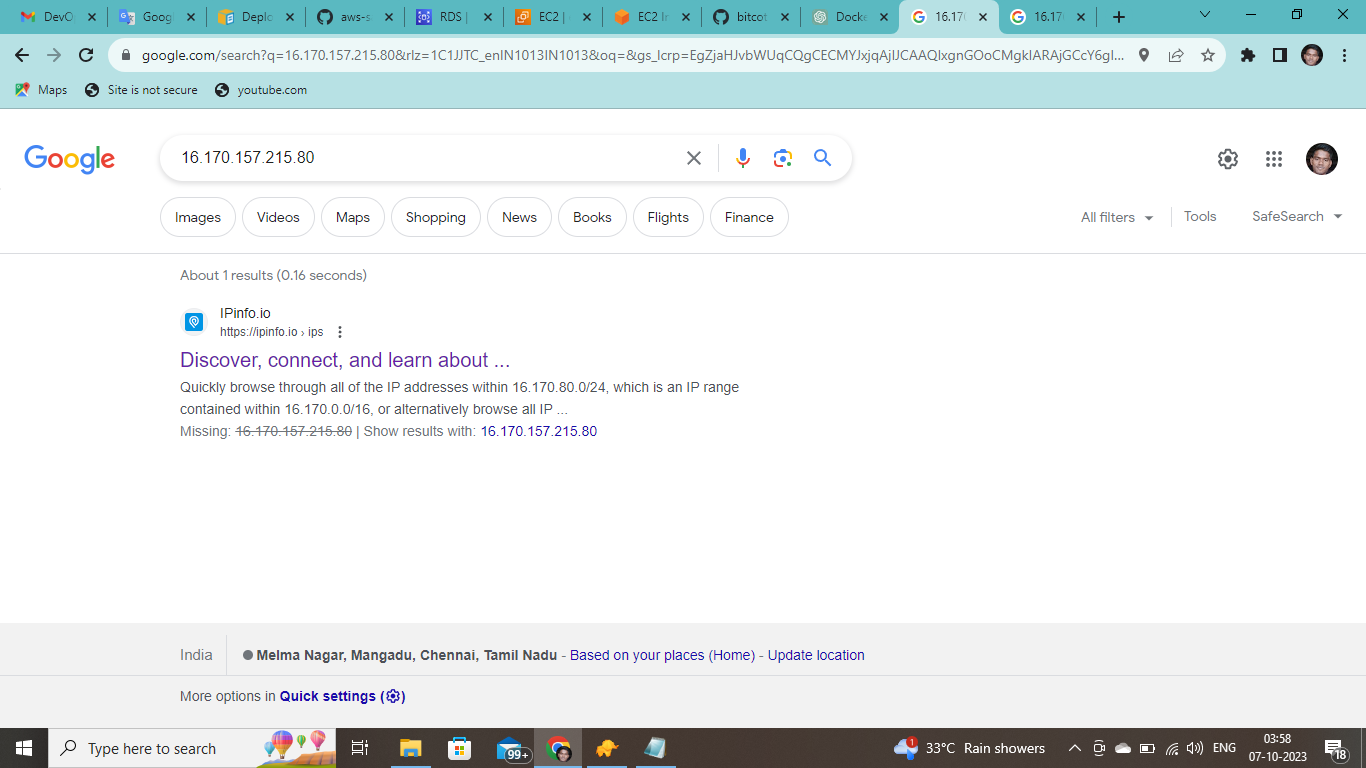 DevOp
Goog
Deplo
aws-s
RDS |
EC2 |
EC2 In
bitcot
Docke
16.170
16.170
google.com/search?q=16.170.157.215.80&rlz=1C1JJTC_enIN1013IN1013&oq=&gs_lcrp=EgZjaHJvbWUqCQgCECMYJxjqAjIJCAAQIxgnGOoCMgkIARAjGCcY6gI...
Maps
Site is not secure
youtube.com
Google
16.170.157.215.80
Images
Videos
Maps
Shopping
News
Books
Flights
Finance
All filters
Tools
SafeSearch
About 1 results (0.16 seconds)
IPinfo.io
https://ipinfo.io › ips
Discover, connect, and learn about ...
Quickly browse through all of the IP addresses within 16.170.80.0/24, which is an IP range
contained within 16.170.0.0/16, or alternatively browse all IP ...
Missing: 16.170.157.215.80 | Show results with: 16.170.157.215.80
India
Melma Nagar, Mangadu, Chennai, Tamil Nadu - Based on your places (Home) - Update location
More options in Quick settings ( )
Type here to search
99+
1
33°C Rain showers
ENG
03:58
07-10-2023
18